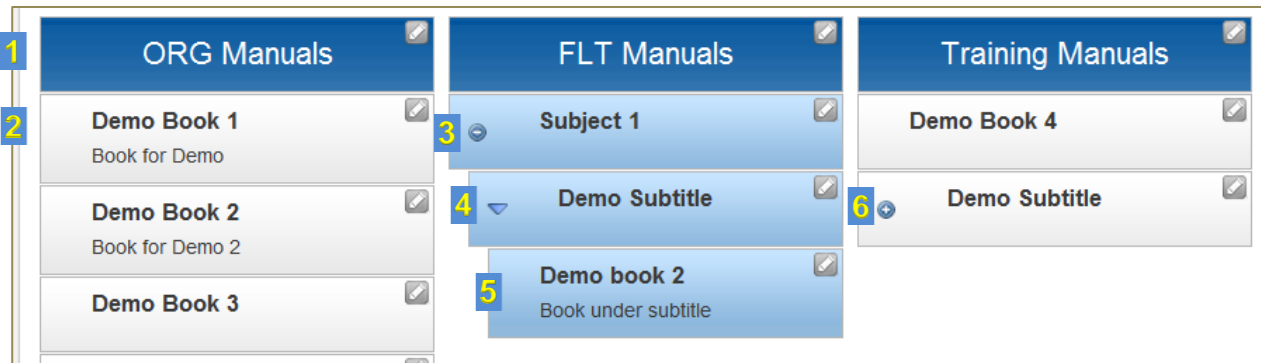 1
ORG Manuals
FLT Manuals
Training Manuals
2
Demo Book 1
Book for Demo
Demo Book 2
Book for Demo 2
Demo Book 3
3
Subject 1
4
Demo Subtitle
5
Demo book 2
Book under subtitle
Demo Book 4
6
Demo Subtitle